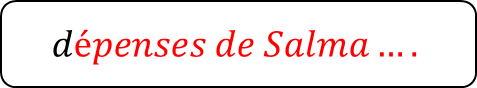 dépenses de Salma ... .